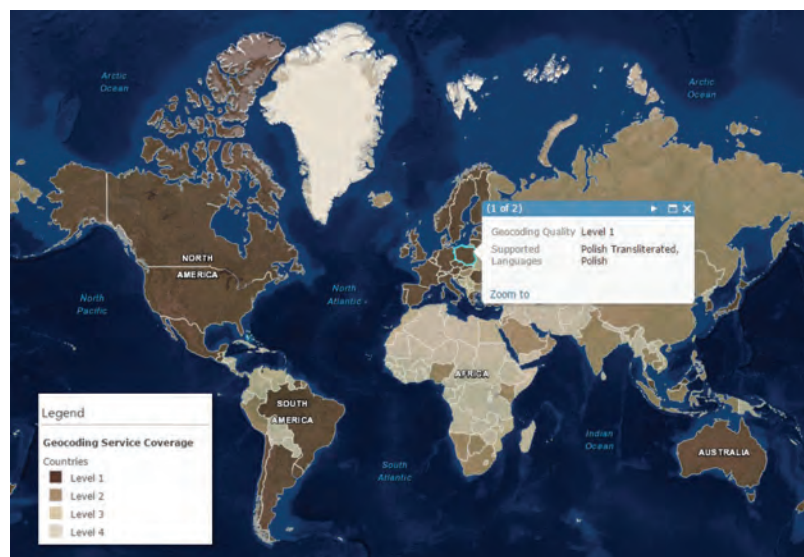 Arctic
Ocean
Arctic
Ocean
(1 of 2)
Geocoding Quality Level 1
Supported Polish Transliterated,
Languages Polish
Zoom to
NORTH
AMERICA
North
Pacific
North
Atlantic
AFRICA
SOUTH
AMERICA
Indian
Ocean
AUSTRALIA
South
Atlantic
Legend
Geocoding Service Coverage
Countries
Level 1
Level 2
Level 3
Level 4